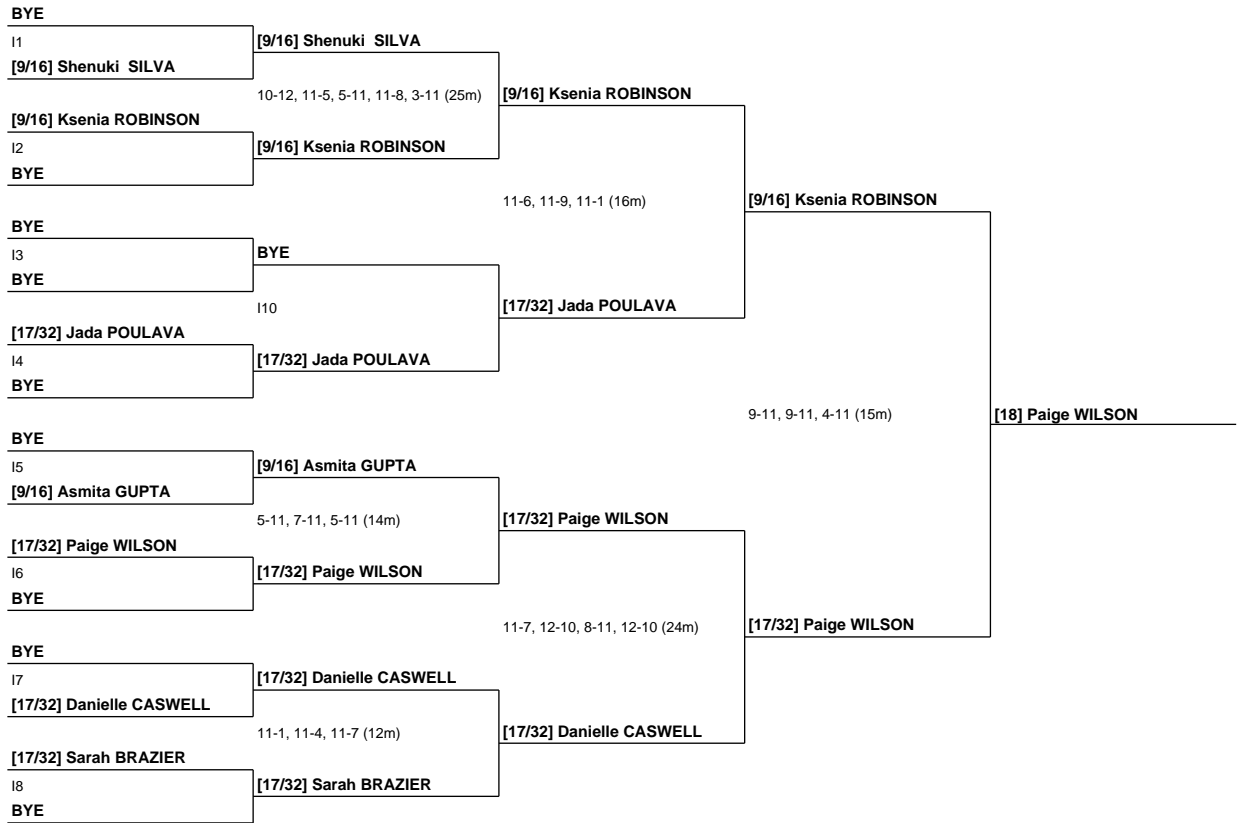 BYE
I1
[9/16] Shenuki  SILVA
[9/16] Ksenia ROBINSON
I2
BYE
BYE
I3
BYE
[17/32] Jada POULAVA
I4
BYE
BYE
I5
[9/16] Asmita GUPTA
[17/32] Paige WILSON
I6
BYE
BYE
I7
[17/32] Danielle CASWELL
[17/32] Sarah BRAZIER
I8
BYE
[9/16] Shenuki  SILVA
10-12, 11-5, 5-11, 11-8, 3-11 (25m)
[9/16] Ksenia ROBINSON
BYE
I10
[17/32] Jada POULAVA
[9/16] Asmita GUPTA
5-11, 7-11, 5-11 (14m)
[17/32] Paige WILSON
[17/32] Danielle CASWELL
11-1, 11-4, 11-7 (12m)
[17/32] Sarah BRAZIER
[9/16] Ksenia ROBINSON
11-6, 11-9, 11-1 (16m)
[17/32] Jada POULAVA
[17/32] Paige WILSON
11-7, 12-10, 8-11, 12-10 (24m)
[17/32] Danielle CASWELL
[9/16] Ksenia ROBINSON
9-11, 9-11, 4-11 (15m)
[17/32] Paige WILSON
[18] Paige WILSON